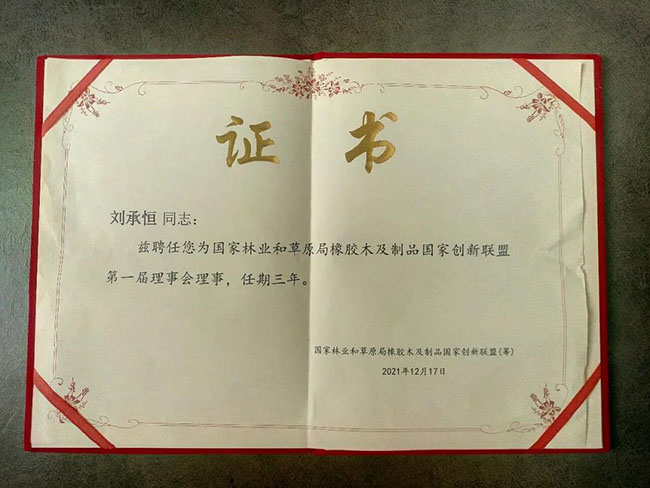 证 书
刘承恒 同志：
兹聘任您为国家林业和草原局橡胶木及制品国家创新联盟
第一届理事会理事，任期三年。
国家林业和草原局橡胶木及制品国家创新联盟(筹)
2021年12月17日